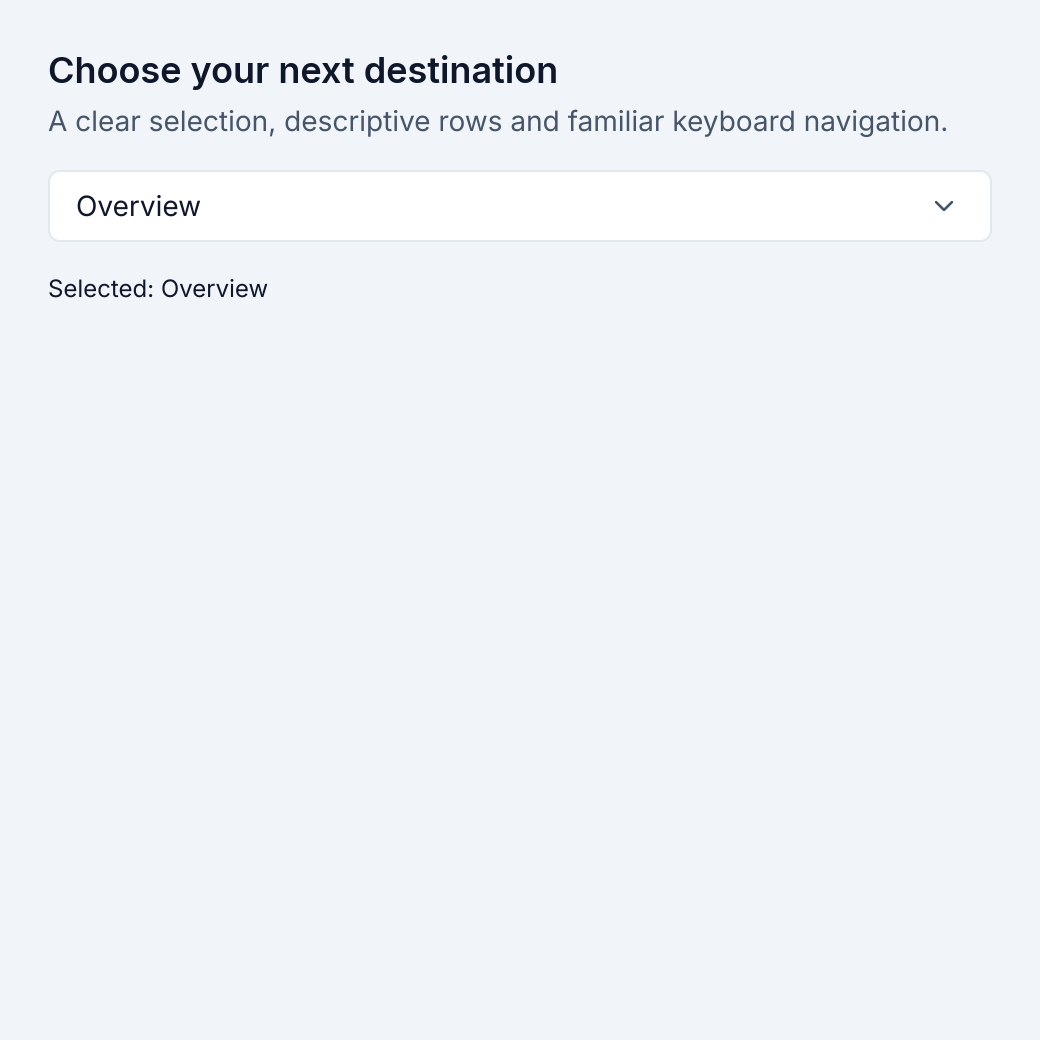 Choose your next destination
A clear selection, descriptive rows and familiar keyboard navigation.
Overview
Selected: Overview